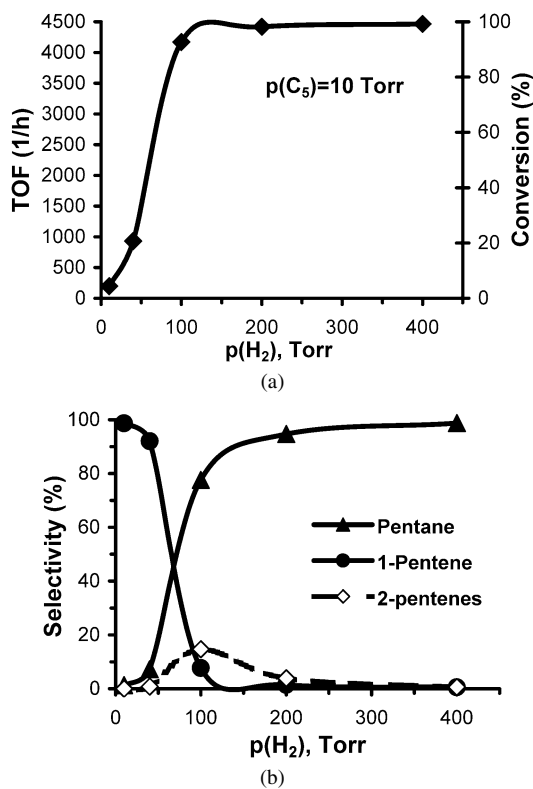 4500
4000
3500
3000
2500
2000
1500
1000
500
0
TOF (1/h)
p(C₅)=10 Torr
100
80
60
40
20
0
Conversion (%)
0 100 200 300 400
p(H₂), Torr
(a)
100
80
60
40
20
0
Selectivity (%)
Pentane
1-Pentene
2-pentenes
0 100 200 300 400
p(H₂), Torr
(b)